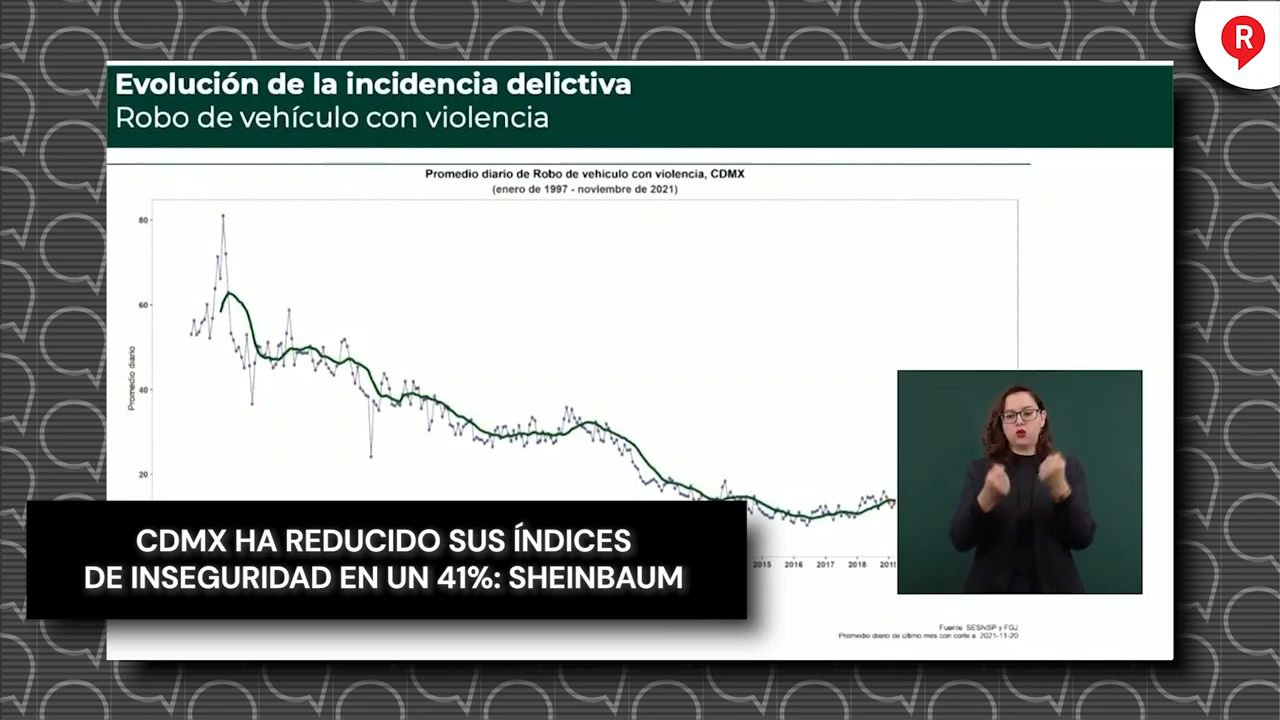 R
Evolución de la incidencia delictiva
Robo de vehículo con violencia
Promedio diario de Robo de vehículo con violencia, CDMX
(enero de 1997 - noviembre de 2021)
80
60
Promedio diario
40
20
CDMX HA REDUCIDO SUS ÍNDICES
DE INSEGURIDAD EN UN 41%: SHEINBAUM
2015 2016 2017 2018
Fuente: SESNSP y FGJ
Promedio diario de último mes con corte a: 2021-11-20